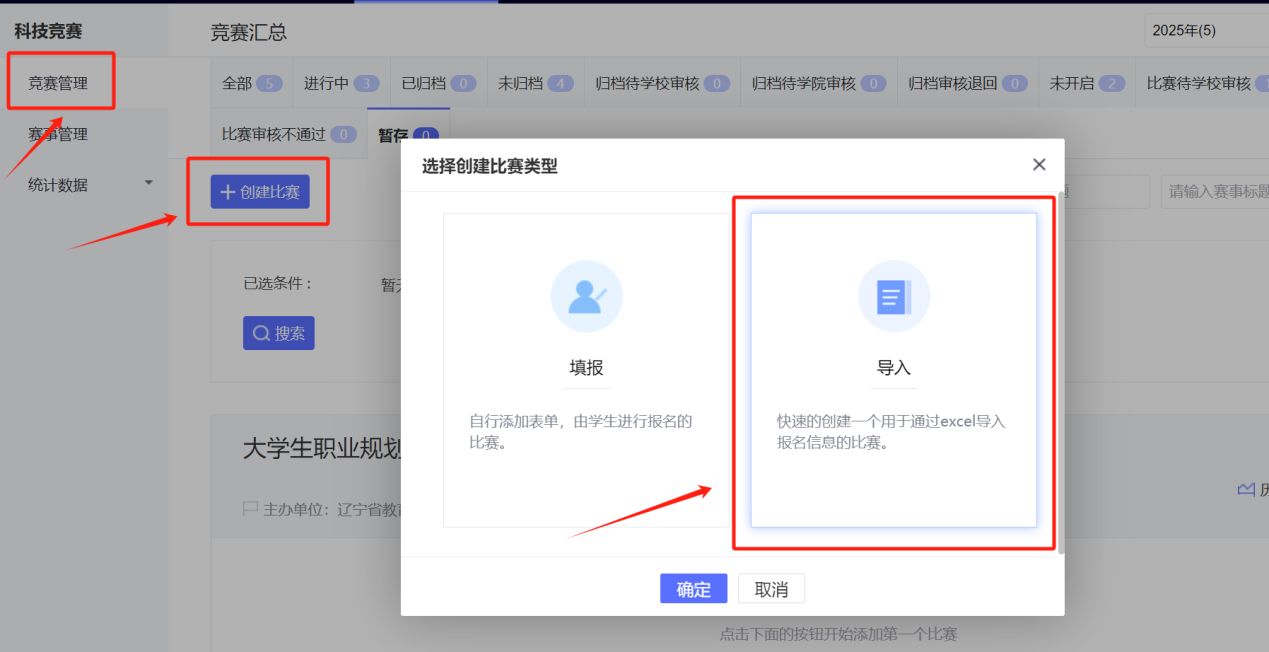 科技竞赛
竞赛汇总
2025年(5)
竞赛管理
全部 5
进行中 3
已归档 0
未归档 4
归档待学校审核 0
归档待学院审核 0
归档审核退回 0
未开启 2
比赛待学校审核
赛事管理
比赛审核不通过 0
暂存 0
选择创建比赛类型
统计数据
创建比赛
请输入赛事标题
已选条件：
搜索
填报
导入
自行添加表单，由学生进行报名的
比赛。
快速的创建一个用于通过excel导入
报名信息的比赛。
大学生职业规划
主办单位：辽宁省教
确定
取消
点击下面的按钮开始添加第一个比赛